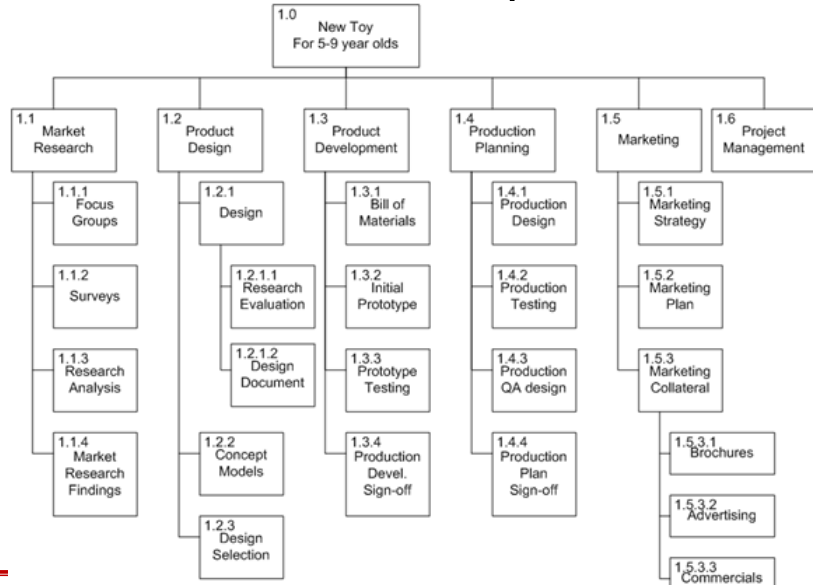 1.0
New Toy
For 5-9 year olds
1.1
Market
Research
1.1.1
Focus
Groups
1.1.2
Surveys
1.1.3
Research
Analysis
1.1.4
Market
Research
Findings
1.2
Product
Design
1.2.1
Design
1.2.1.1
Research
Evaluation
1.2.1.2
Design
Document
1.2.2
Concept
Models
1.2.3
Design
Selection
1.3
Product
Development
1.3.1
Bill of
Materials
1.3.2
Initial
Prototype
1.3.3
Prototype
Testing
1.3.4
Production
Devel.
Sign-off
1.4
Production
Planning
1.4.1
Production
Design
1.4.2
Production
Testing
1.4.3
Production
QA design
1.4.4
Production
Plan
Sign-off
1.5
Marketing
1.5.1
Marketing
Strategy
1.5.2
Marketing
Plan
1.5.3
Marketing
Collateral
1.5.3.1
Brochures
1.5.3.2
Advertising
1.5.3.3
Commercials
1.6
Project
Management